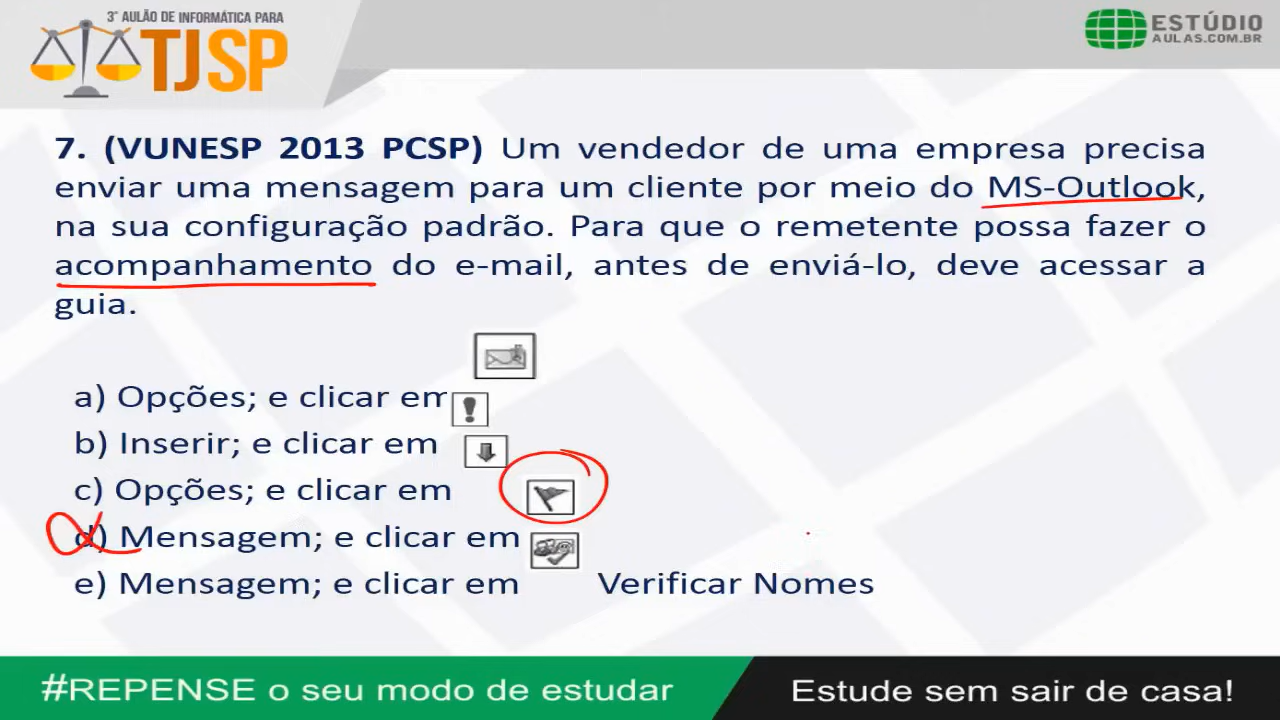 3° AULÃO DE INFORMÁTICA PARA
TJSP
ESTÚDIO
AULAS.COM.BR
7. (VUNESP 2013 PCSP) Um vendedor de uma empresa precisa
enviar uma mensagem para um cliente por meio do MS-Outlook,
na sua configuração padrão. Para que o remetente possa fazer o
acompanhamento do e-mail, antes de enviá-lo, deve acessar a
guia.
a) Opções; e clicar em
b) Inserir; e clicar em
c) Opções; e clicar em
d) Mensagem; e clicar em
e) Mensagem; e clicar em Verificar Nomes
#REPENSE o seu modo de estudar
Estude sem sair de casa!